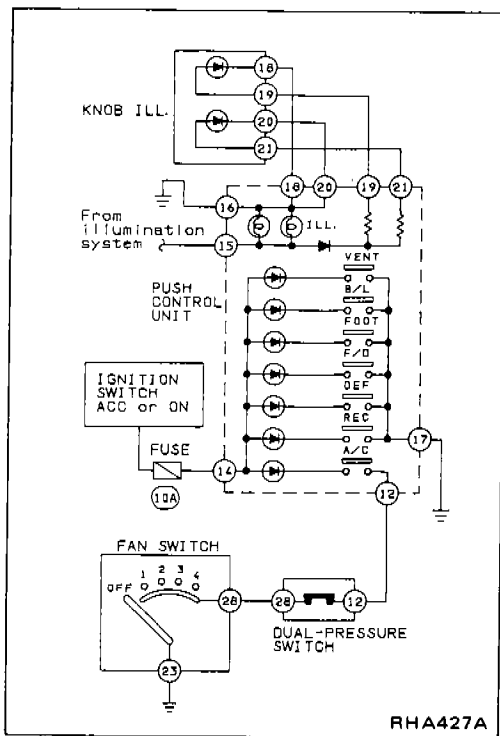 18
19
KNOB ILL.
20
21
18 20 19 21
16
From
illumination
system
ILL.
15
VENT
PUSH
CONTROL
UNIT
B/L
FOOT
F/D
DEF
REC
A/C
IGNITION
SWITCH
ACC or ON
FUSE
10A
14
17
12
FAN SWITCH
OFF 1 2 3 4
28
28
12
DUAL-PRESSURE
SWITCH
23
RHA427A